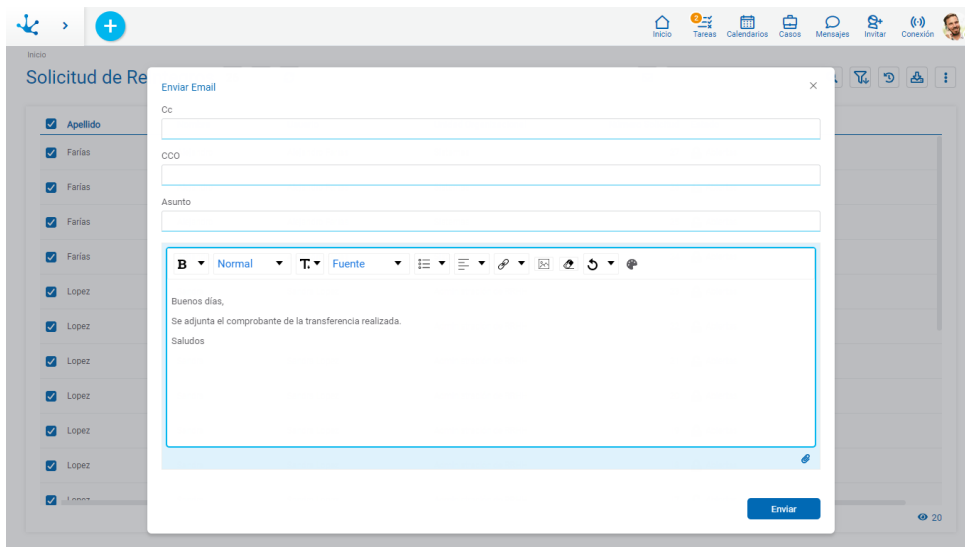 2
Inicio
Tareas
Calendarios
Casos
Mensajes
Invitar
Conexión
Inicio
Solicitud de Re
Enviar Email
Cc
CCO
Asunto
B Normal T. Fuente
Buenos días,
Se adjunta el comprobante de la transferencia realizada.
Saludos
Enviar
Apellido
Farías
Farías
Farías
Farías
Lopez
Lopez
Lopez
Lopez
Lopez
Lopez
Lopez
20